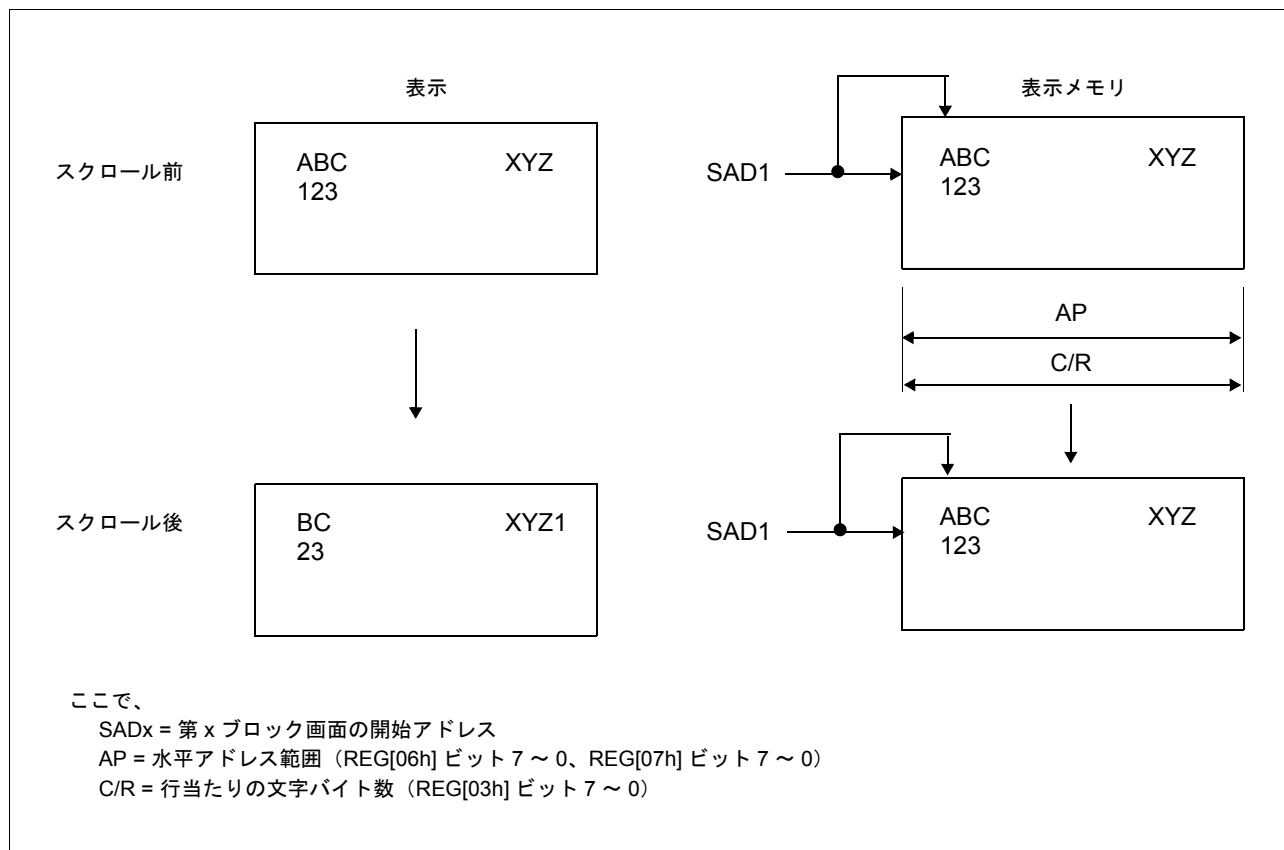 表示
表示メモリ
スクロール前
ABC XYZ
123
SAD1
ABC XYZ
123
AP
C/R
スクロール後
BC XYZ1
23
SAD1
ABC XYZ
123
ここで、
SADx = 第 x ブロック画面の開始アドレス
AP = 水平アドレス範囲（REG[06h] ビット 7 ～ 0、REG[07h] ビット 7 ～ 0）
C/R = 行当たりの文字バイト数（REG[03h] ビット 7 ～ 0）